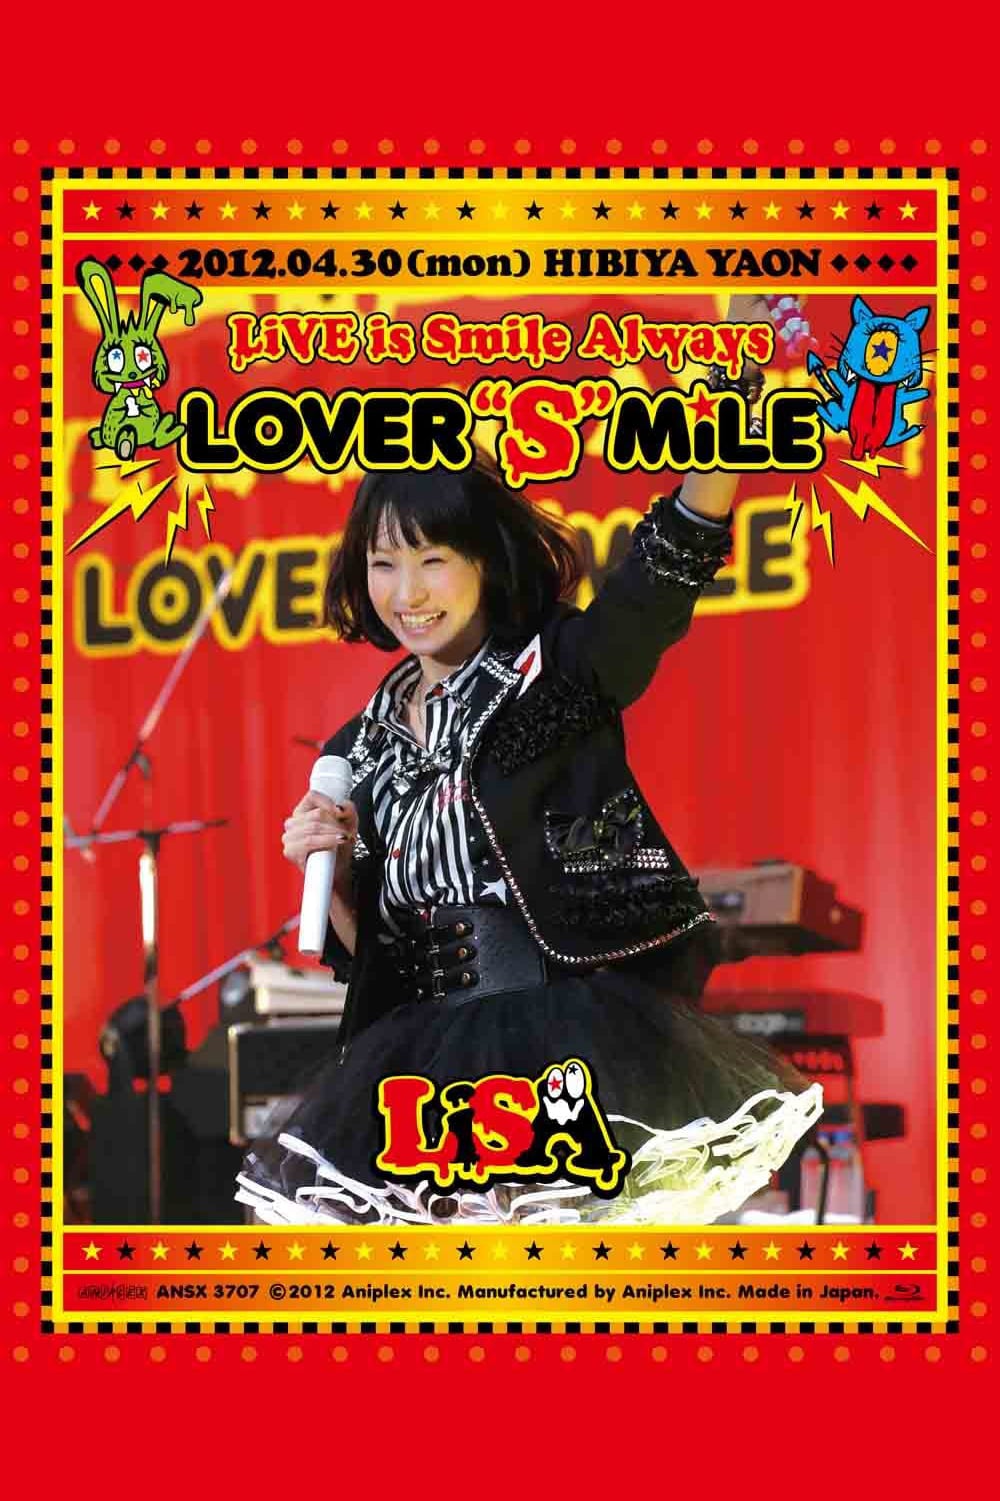 2012.04.30(mon) HIBIYA YAON
LiVE is Smile Always
LOVER "S" MiLE
LOVE MiLE
LiSA
ANSX 3707 ©2012 Aniplex Inc. Manufactured by Aniplex Inc. Made in Japan.